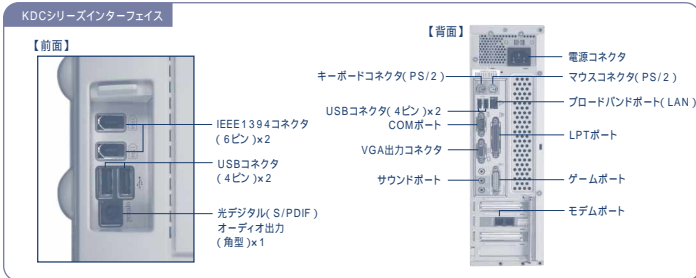 KDCシリーズインターフェイス
【前面】
IEEE1394コネクタ
(6ピン)×2
USBコネクタ
(4ピン)×2
光デジタル(S/PDIF)
オーディオ出力
(角型)×1
【背面】
電源コネクタ
キーボードコネクタ(PS/2)
マウスコネクタ(PS/2)
ブロードバンドポート(LAN)
USBコネクタ(4ピン)×2
COMポート
LPTポート
VGA出力コネクタ
サウンドポート
ゲームポート
モデムポート